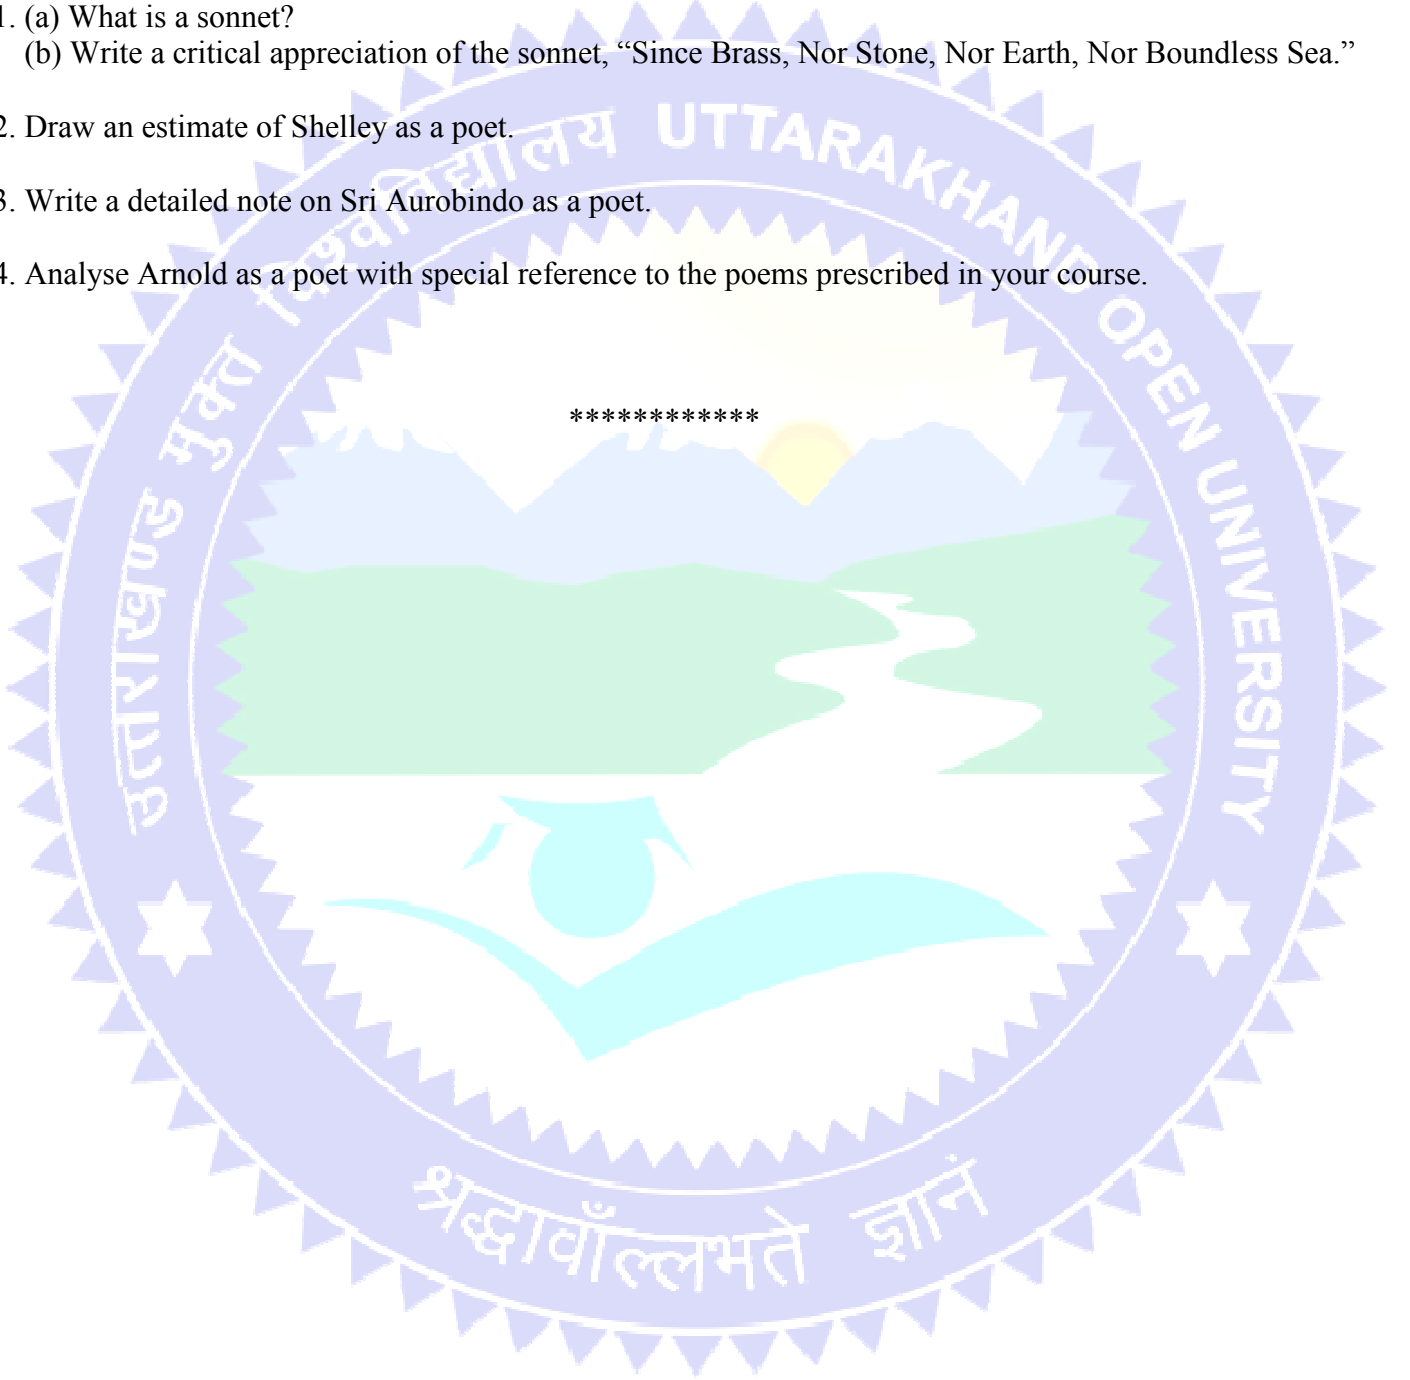 1. (a) What is a sonnet?
(b) Write a critical appreciation of the sonnet, “Since Brass, Nor Stone, Nor Earth, Nor Boundless Sea.”
2. Draw an estimate of Shelley as a poet.
3. Write a detailed note on Sri Aurobindo as a poet.
4. Analyse Arnold as a poet with special reference to the poems prescribed in your course.
************
उत्तराखण्ड मुक्त विश्वविद्यालय UTTARAKHAND OPEN UNIVERSITY
श्रद्धावाँल्लभते ज्ञानं